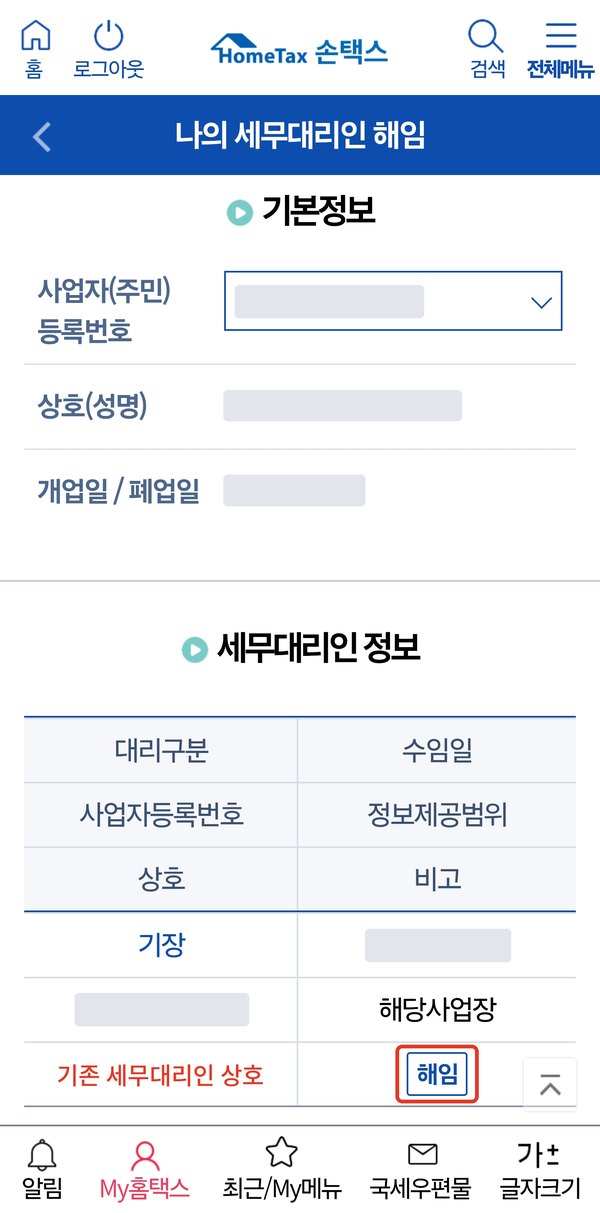 홈
로그아웃
HomeTax 손택스
검색
전체메뉴
나의 세무대리인 해임
기본정보
사업자(주민)
등록번호
상호(성명)
개업일 / 폐업일
세무대리인 정보
대리구분 수임일
사업자등록번호 정보제공범위
상호 비고
기장
해당사업장
기존 세무대리인 상호 해임
알림 My홈택스 최근/My메뉴 국세우편물 가± 글자크기